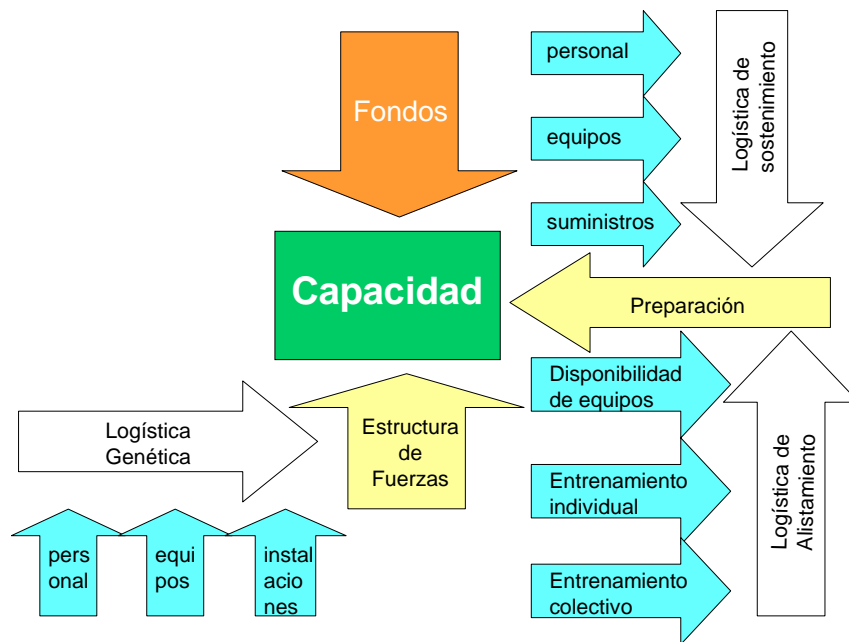 Fondos
personal
equipos
suministros
Logística de
sostenimiento
Capacidad
Preparación
Logística
Genética
Estructura
de
Fuerzas
Disponibilidad
de equipos
Entrenamiento
individual
Entrenamiento
colectivo
Logística de
Alistamiento
pers
onal
equi
pos
instal
acio
nes